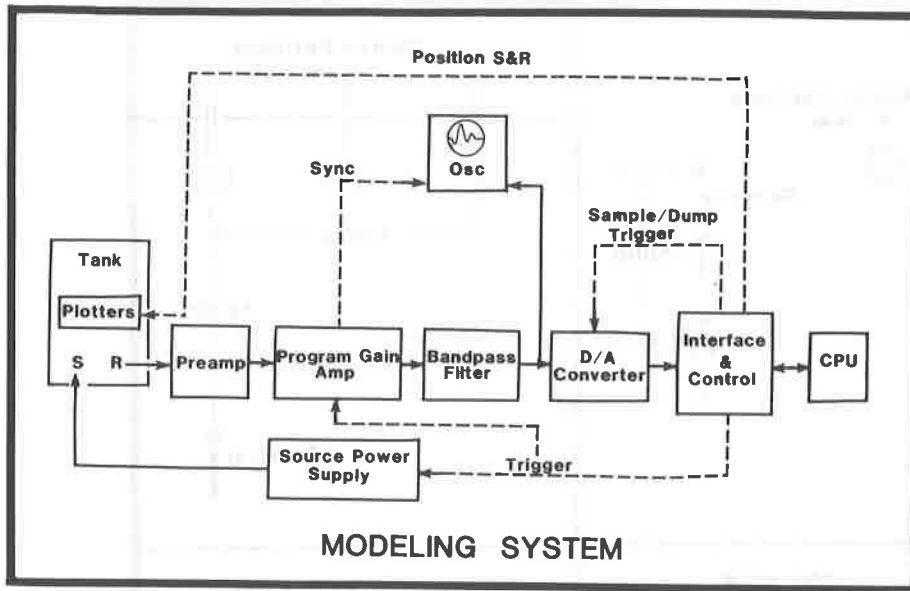 Position S&R
Osc
Sync
Sample/Dump
Trigger
Tank
Plotters
S R
Preamp
Program Gain
Amp
Bandpass
Filter
D/A
Converter
Interface
&
Control
CPU
Trigger
Source Power
Supply
MODELING SYSTEM